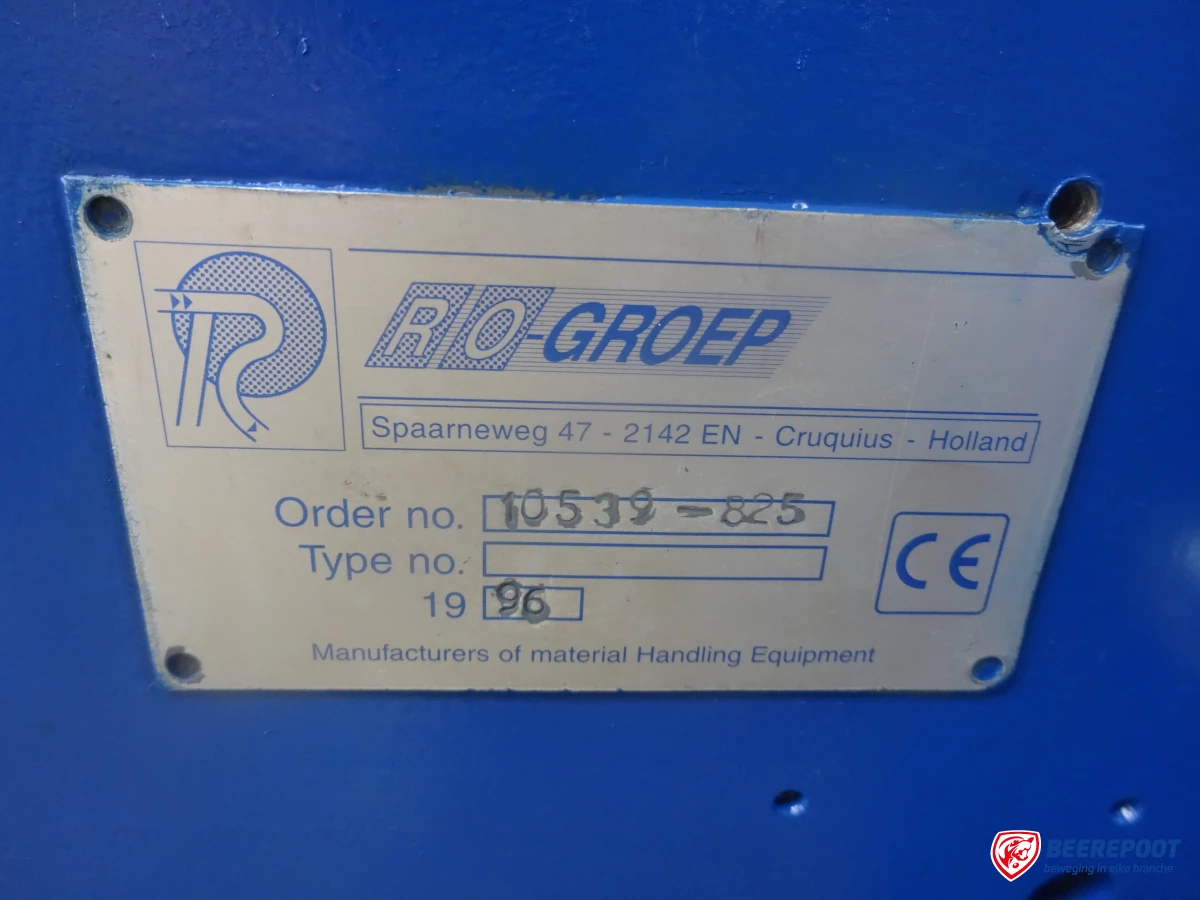 RO-GROEP
Spaarneweg 47 - 2142 EN - Cruquius - Holland
Order no. 10539-825
Type no.
19 96
CE
Manufacturers of material Handling Equipment
BEEREPOOT
beweging in elke branche